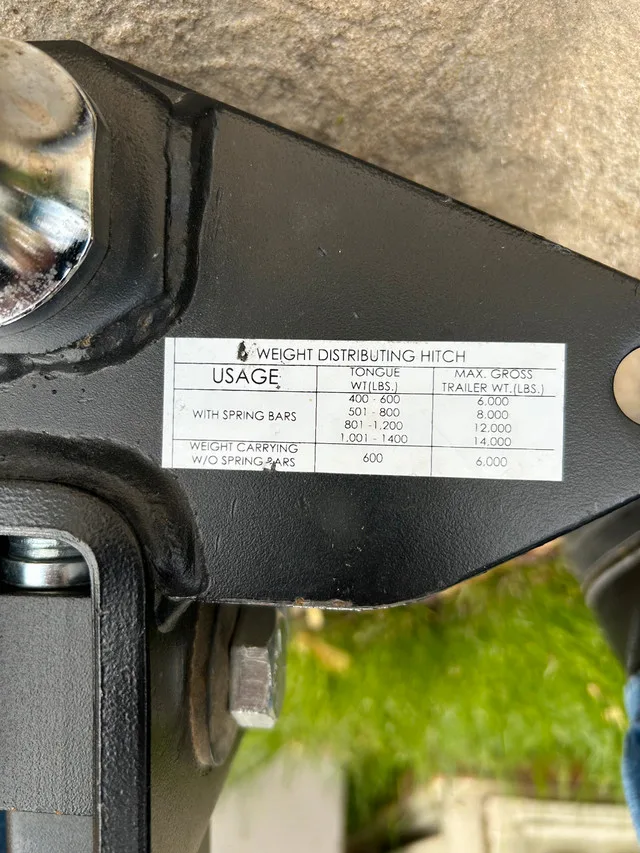 WEIGHT DISTRIBUTING HITCH
USAGE TONGUE WT(LBS.) MAX. GROSS TRAILER WT.(LBS.)
WITH SPRING BARS
400 - 600 6.000
501 - 800 8.000
801 -1.200 12.000
1,001 - 1400 14.000
WEIGHT CARRYING
W/O SPRING BARS 600 6.000